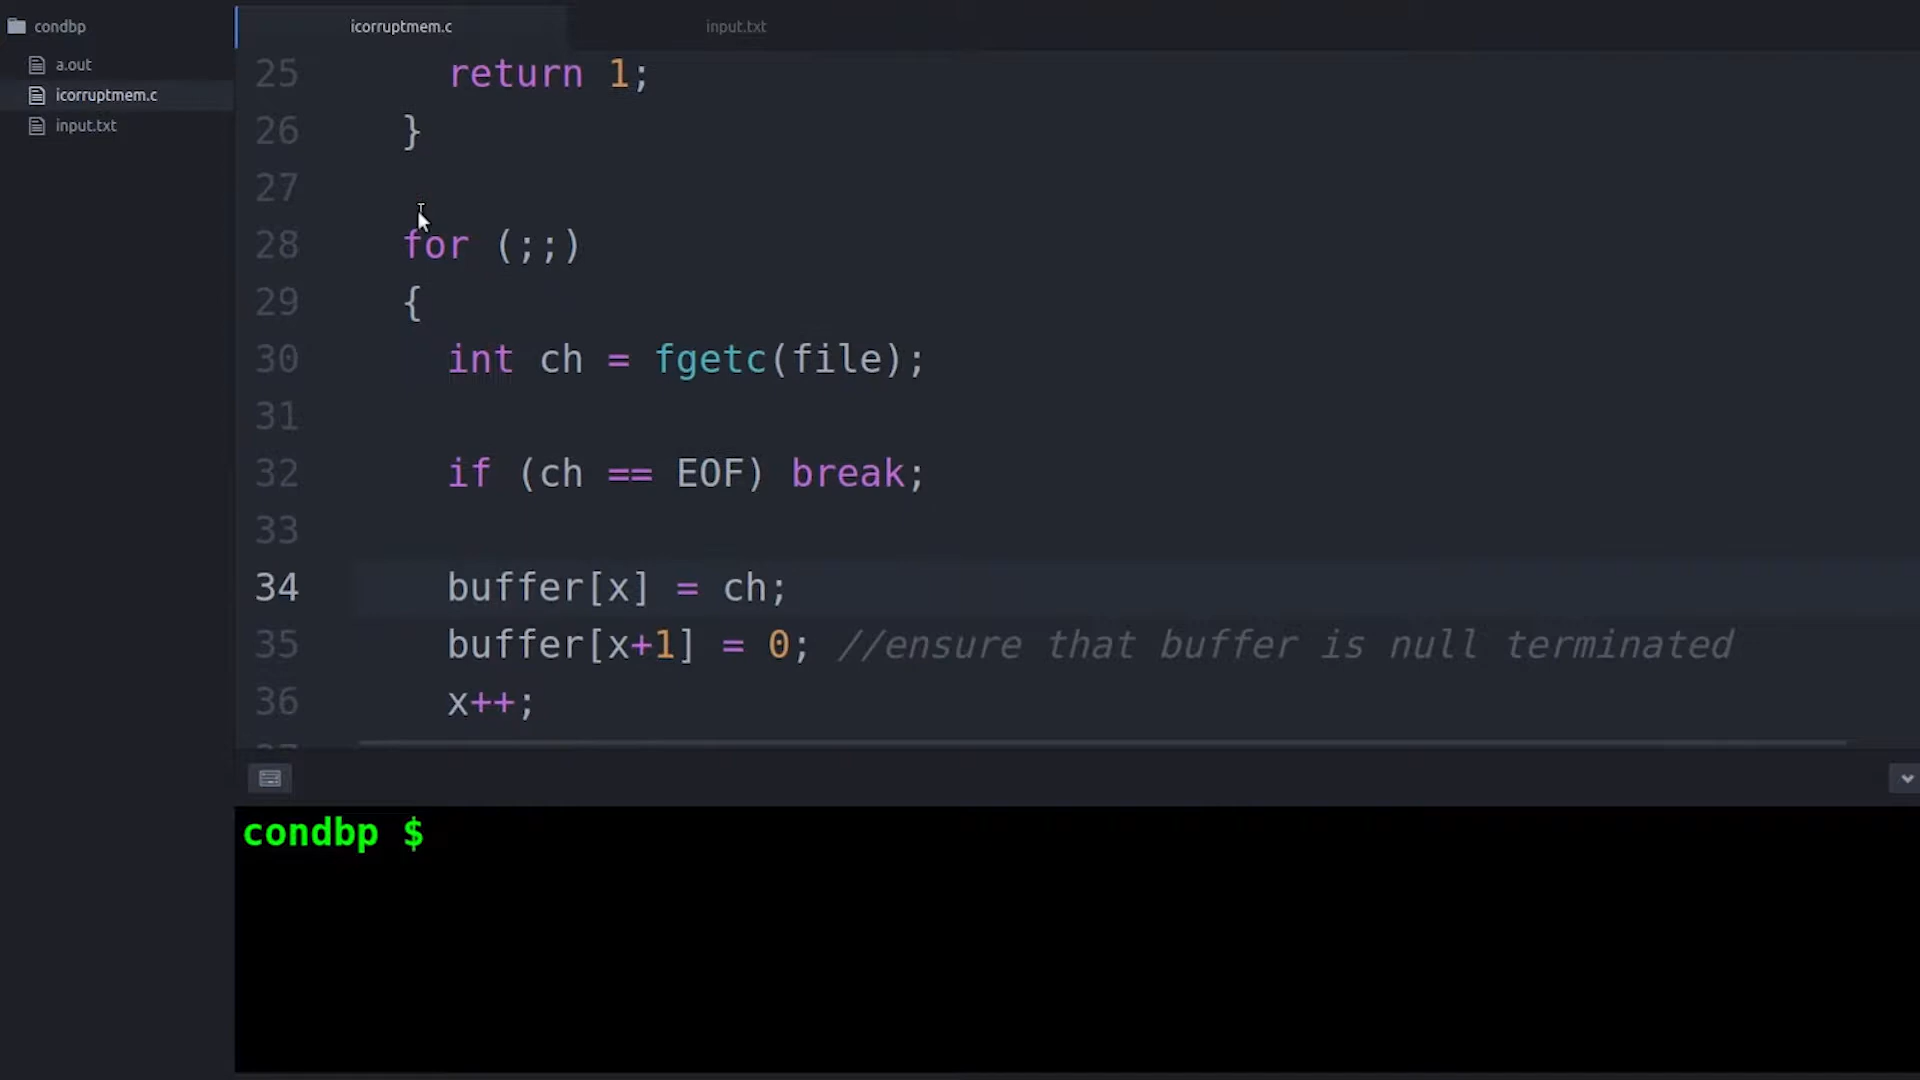 condbp
a.out
icorruptmem.c
input.txt
icorruptmem.c
input.txt
25 return 1;
26 }
27
28 for (;;)
29 {
30 int ch = fgetc(file);
31
32 if (ch == EOF) break;
33
34 buffer[x] = ch;
35 buffer[x+1] = 0; //ensure that buffer is null terminated
36 x++;
condbp $